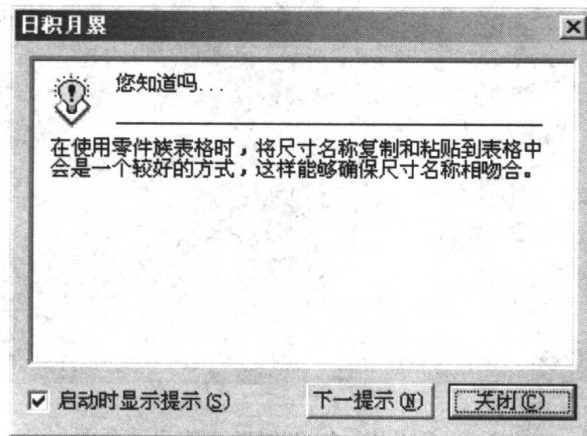 日积月累
您知道吗...
在使用零件族表格时，将尺寸名称复制和粘贴到表格中
会是一个较好的方式，这样能够确保尺寸名称相吻合。
启动时显示提示(S)
下一提示(N)
关闭(C)